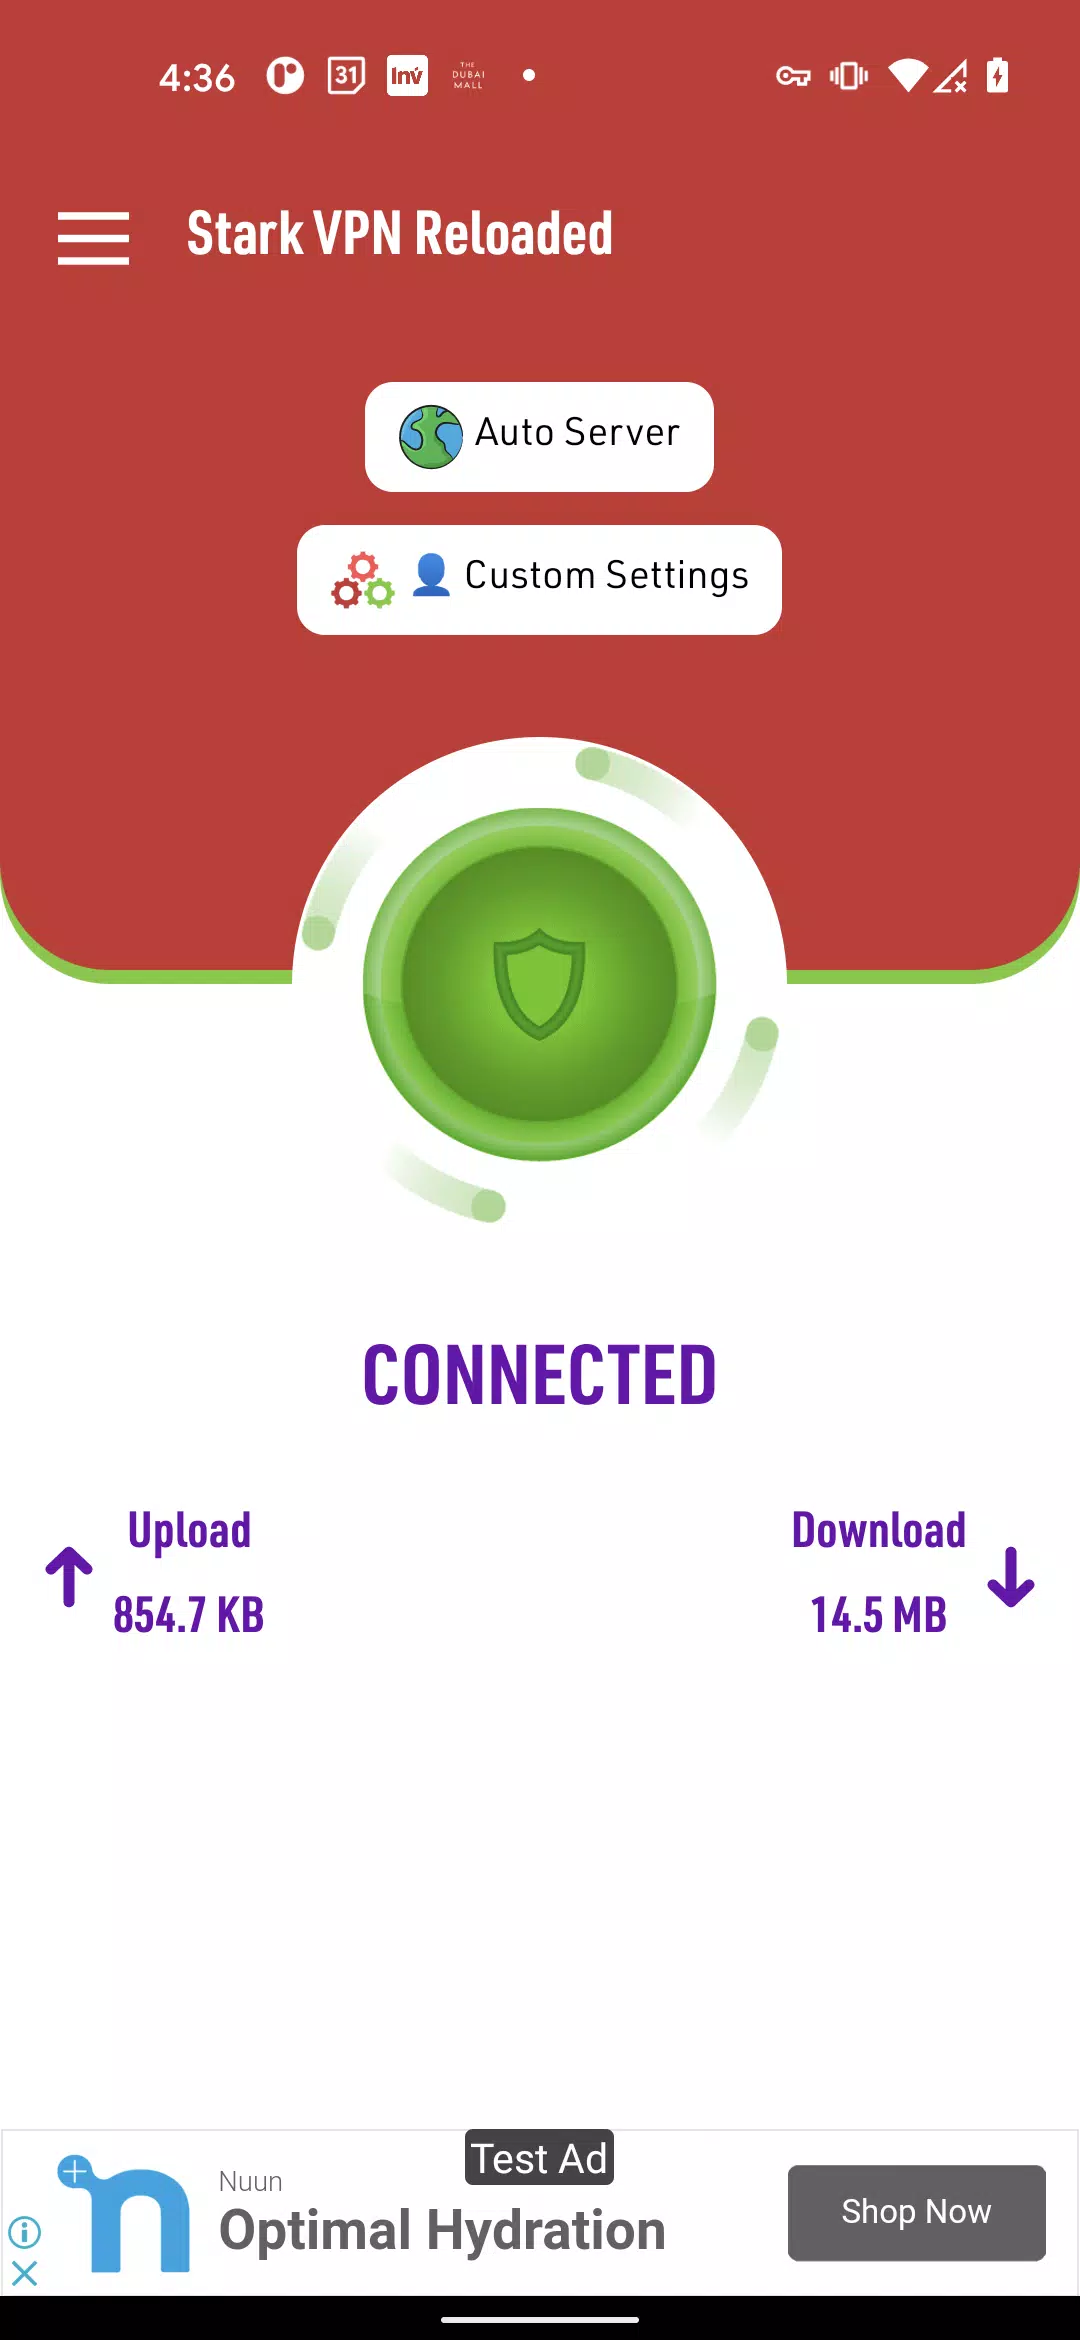 4:36
31
Inv
THE
DUBAI
MALL
Stark VPN Reloaded
Auto Server
Custom Settings
CONNECTED
Upload
854.7 KB
Download
14.5 MB
Test Ad
Nuun
Optimal Hydration
Shop Now
n